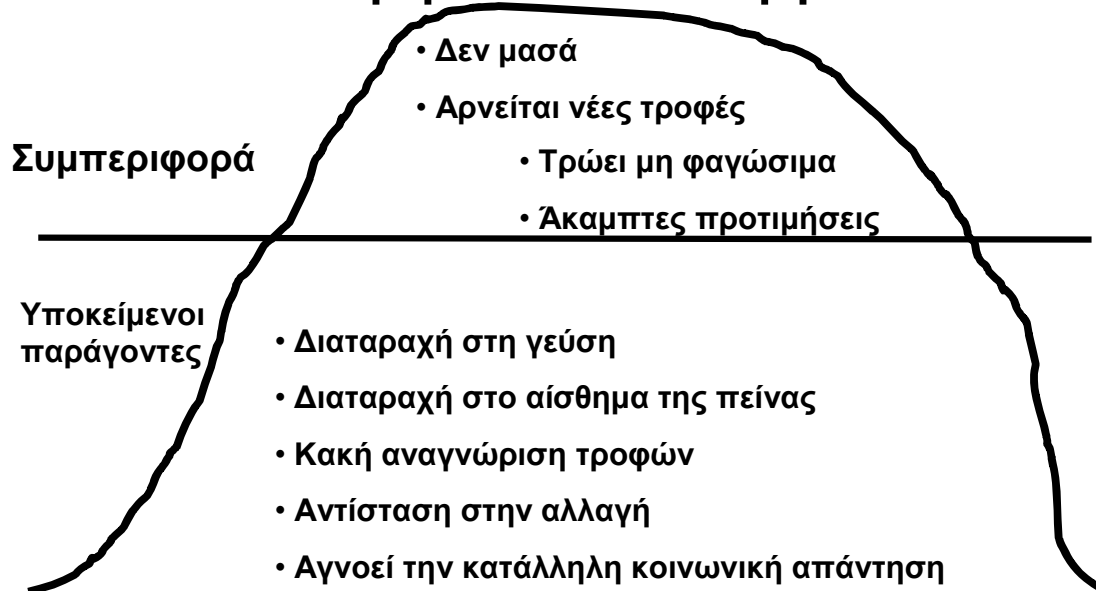 • Δεν μασά
• Αρνείται νέες τροφές
Συμπεριφορά
• Τρώει μη φαγώσιμα
• Άκαμπτες προτιμήσεις
Υποκείμενοι
παράγοντες
• Διαταραχή στη γεύση
• Διαταραχή στο αίσθημα της πείνας
• Κακή αναγνώριση τροφών
• Αντίσταση στην αλλαγή
• Αγνοεί την κατάλληλη κοινωνική απάντηση